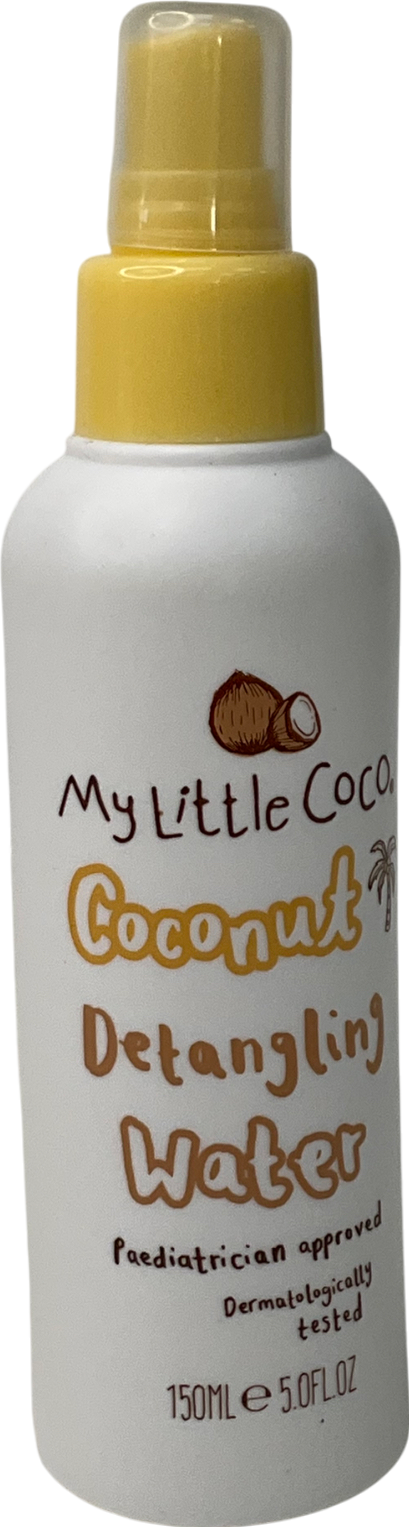 My Little Coco.
Coconut
Detangling
Water
Paediatrician approved
Dermatologically
tested
150ML e 5.0FL.OZ